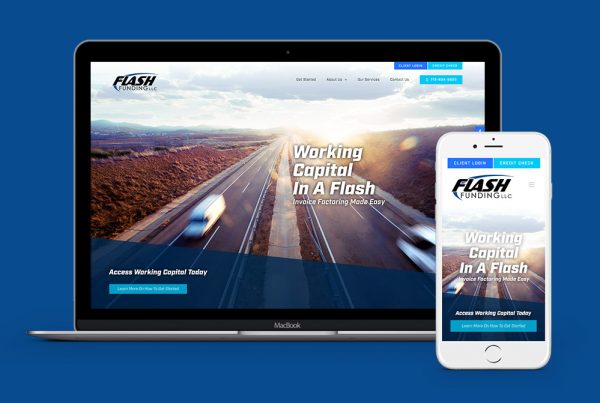 CLIENT LOGIN
CREDIT CHECK
FLASH
FUNDING LLC
Get Started
About Us
Our Services
Contact Us
Working
Capital
In A Flash
Invoice Factoring Made Easy
Access Working Capital Today
Learn More On How To Get Started
MacBook
CLIENT LOGIN
CREDIT CHECK
FLASH
FUNDING LLC
Working
Capital
In A Flash
Invoice Factoring Made Easy
Access Working Capital Today
Learn More On How To Get Started